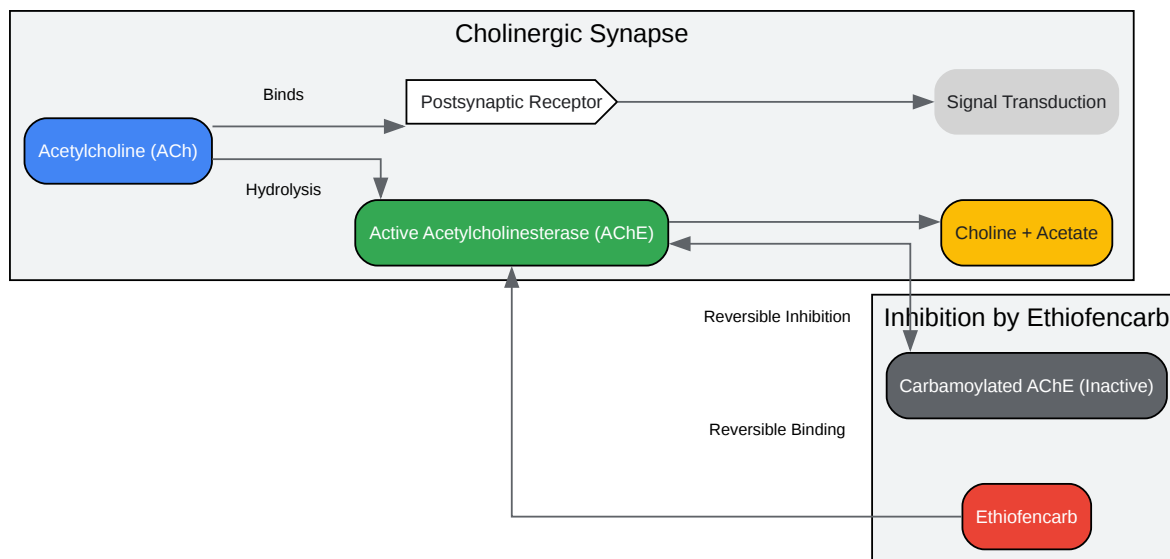 Cholinergic Synapse
Binds
Postsynaptic Receptor
Signal Transduction
Acetylcholine (ACh)
Hydrolysis
Active Acetylcholinesterase (AChE)
Choline + Acetate
Reversible Inhibition
Inhibition by Ethiofencarb
Carbamoylated AChE (Inactive)
Reversible Binding
Ethiofencarb